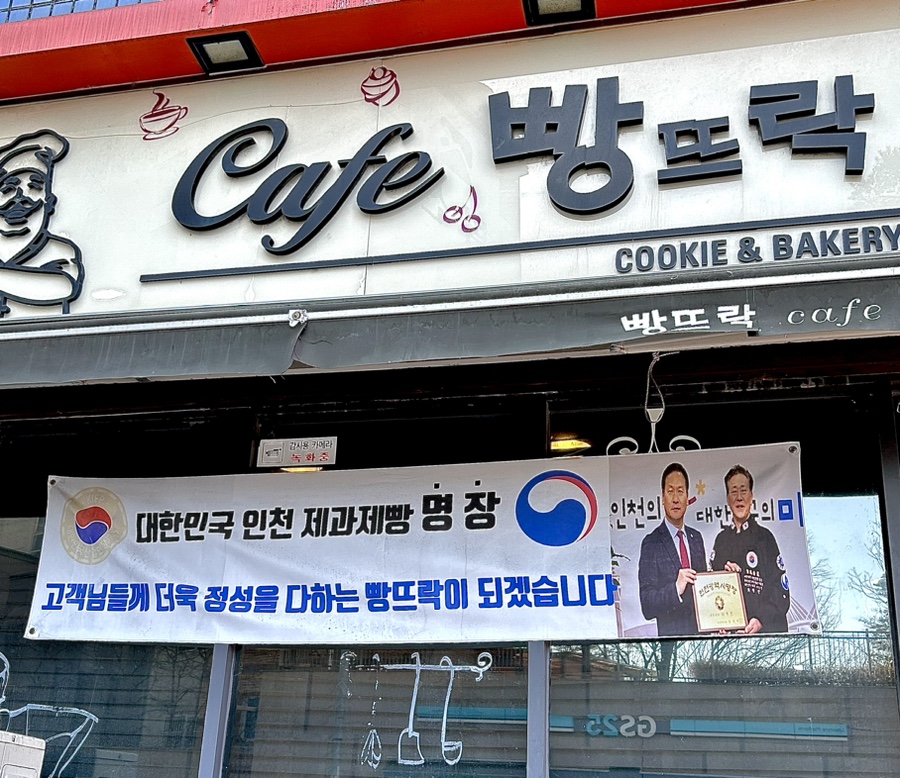 Cafe 빵뜨락
COOKIE & BAKERY
빵뜨락 cafe
감시용 카메라
녹화중
대한민국 인천 제과제빵 명장
고객님들께 더욱 정성을 다하는 빵뜨락이 되겠습니다
인천의
대한 의 미
GS25